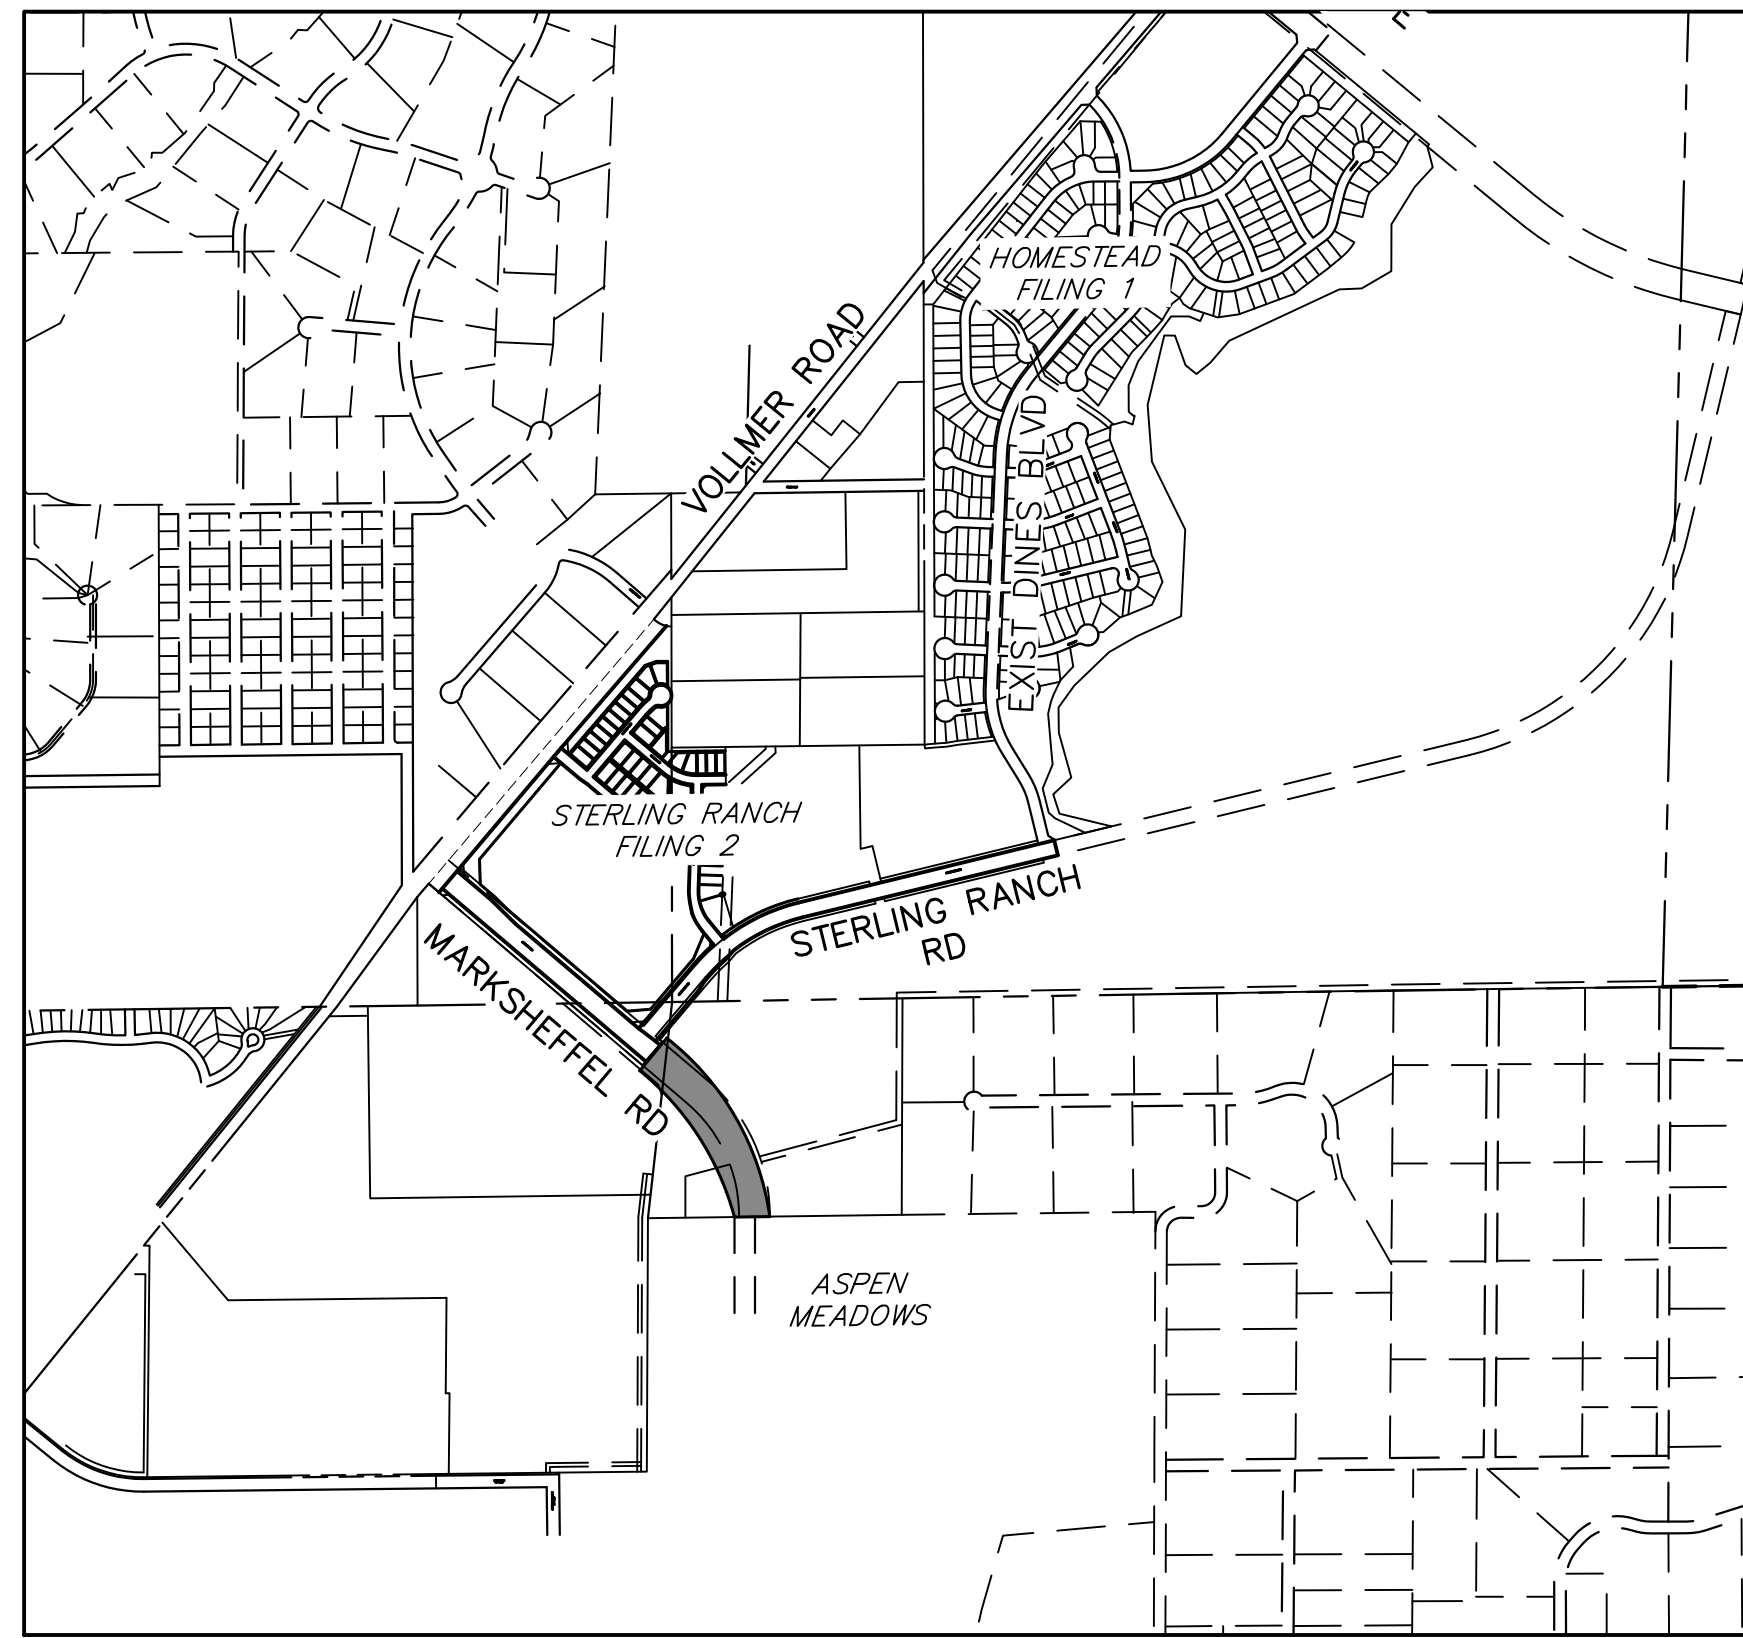 HOMESTEAD
FILING 1
VOLLMER ROAD
EXIST DINES BLVD
STERLING RANCH
FILING 2
STERLING RANCH
RD
MARKSHEFFEL RD
ASPEN
MEADOWS